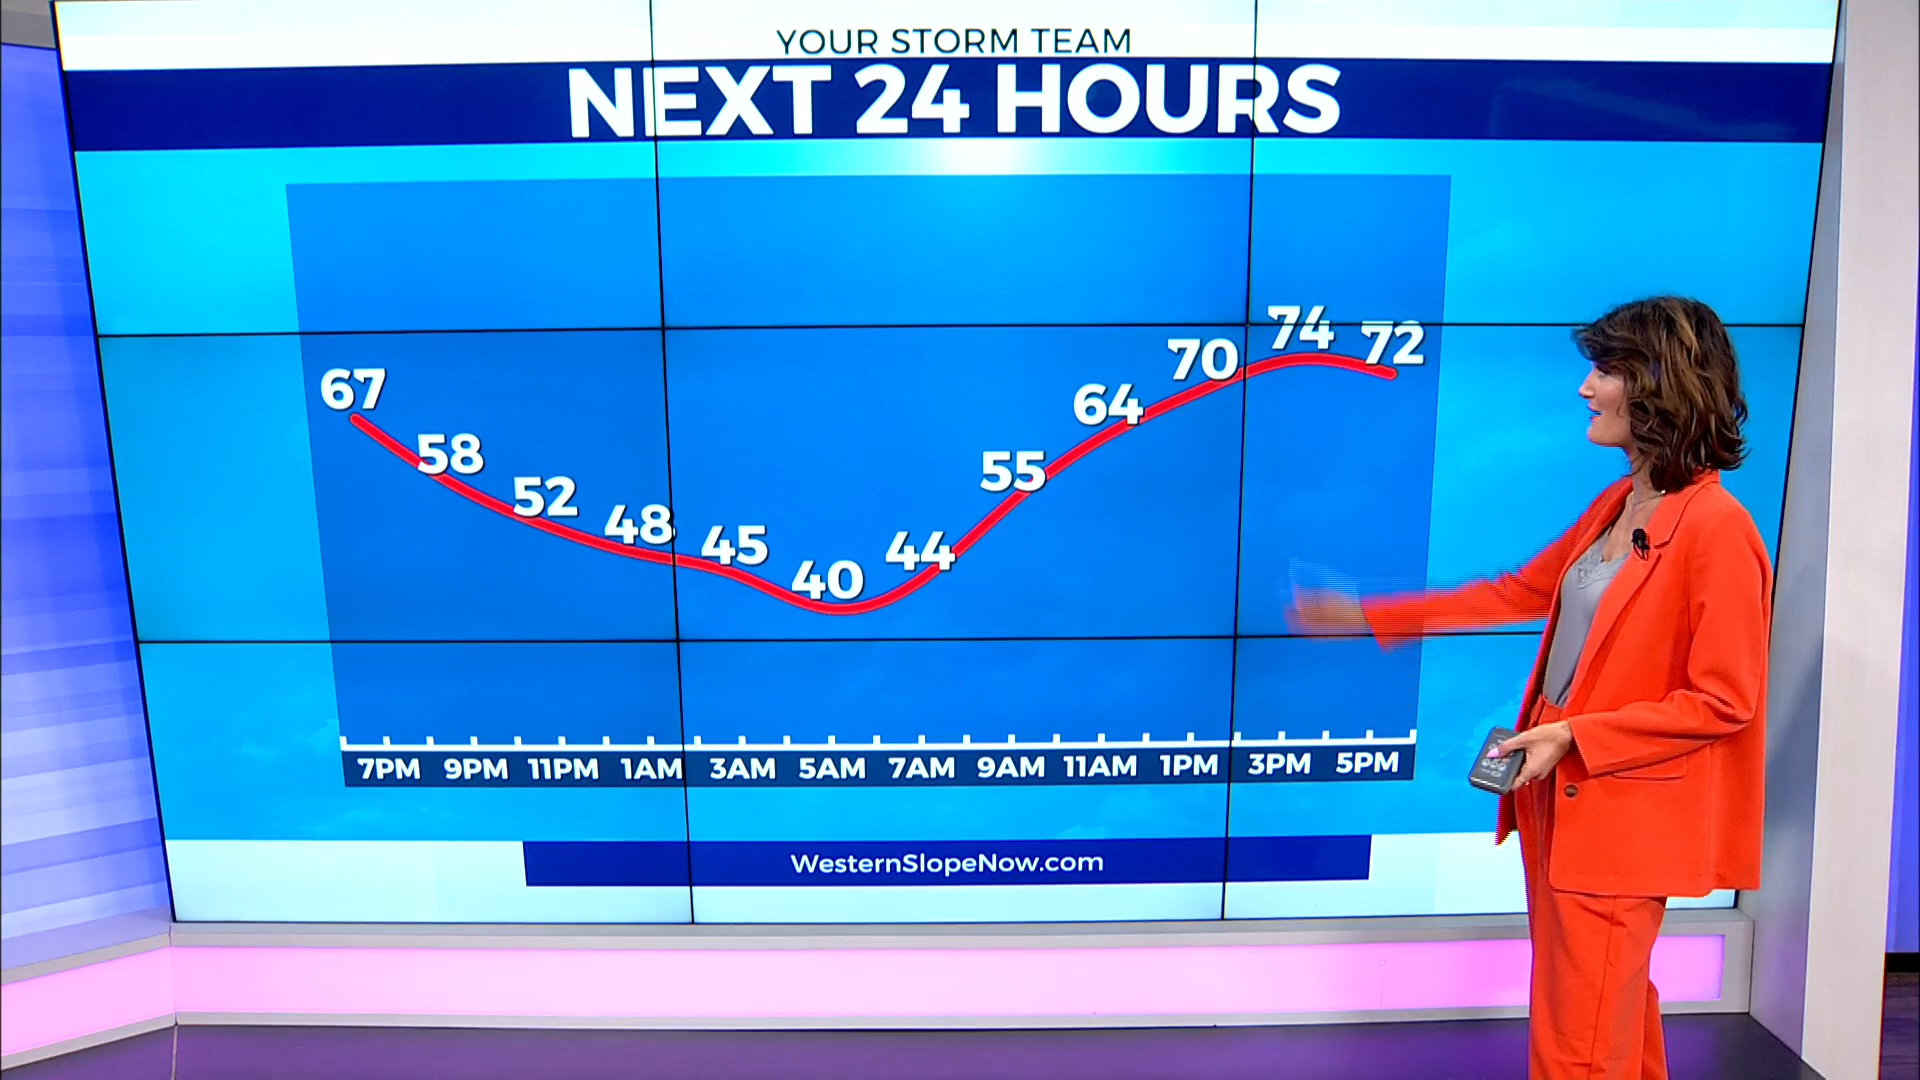 YOUR STORM TEAM
NEXT 24 HOURS
67 58 52 48 45 40 44 55 64 70 74 72
7PM 9PM 11PM 1AM 3AM 5AM 7AM 9AM 11AM 1PM 3PM 5PM
WesternSlopeNow.com